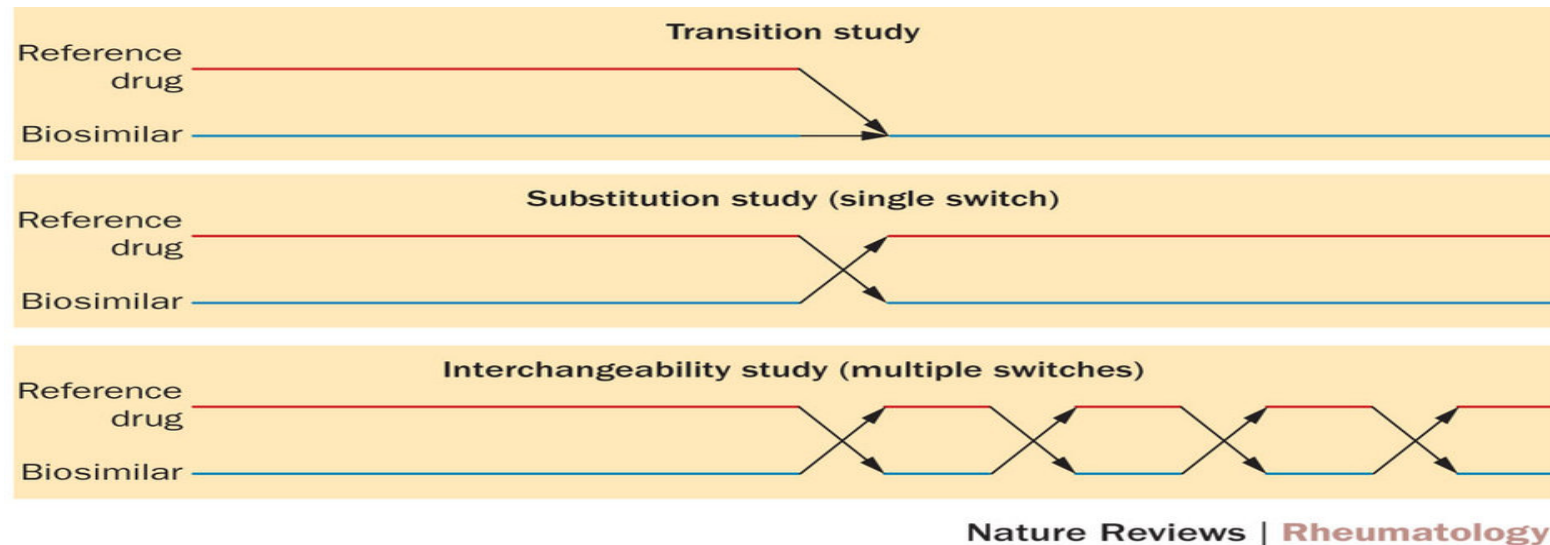 Transition study
Reference
drug
Biosimilar
Substitution study (single switch)
Reference
drug
Biosimilar
Interchangeability study (multiple switches)
Reference
drug
Biosimilar
Nature Reviews | Rheumatology